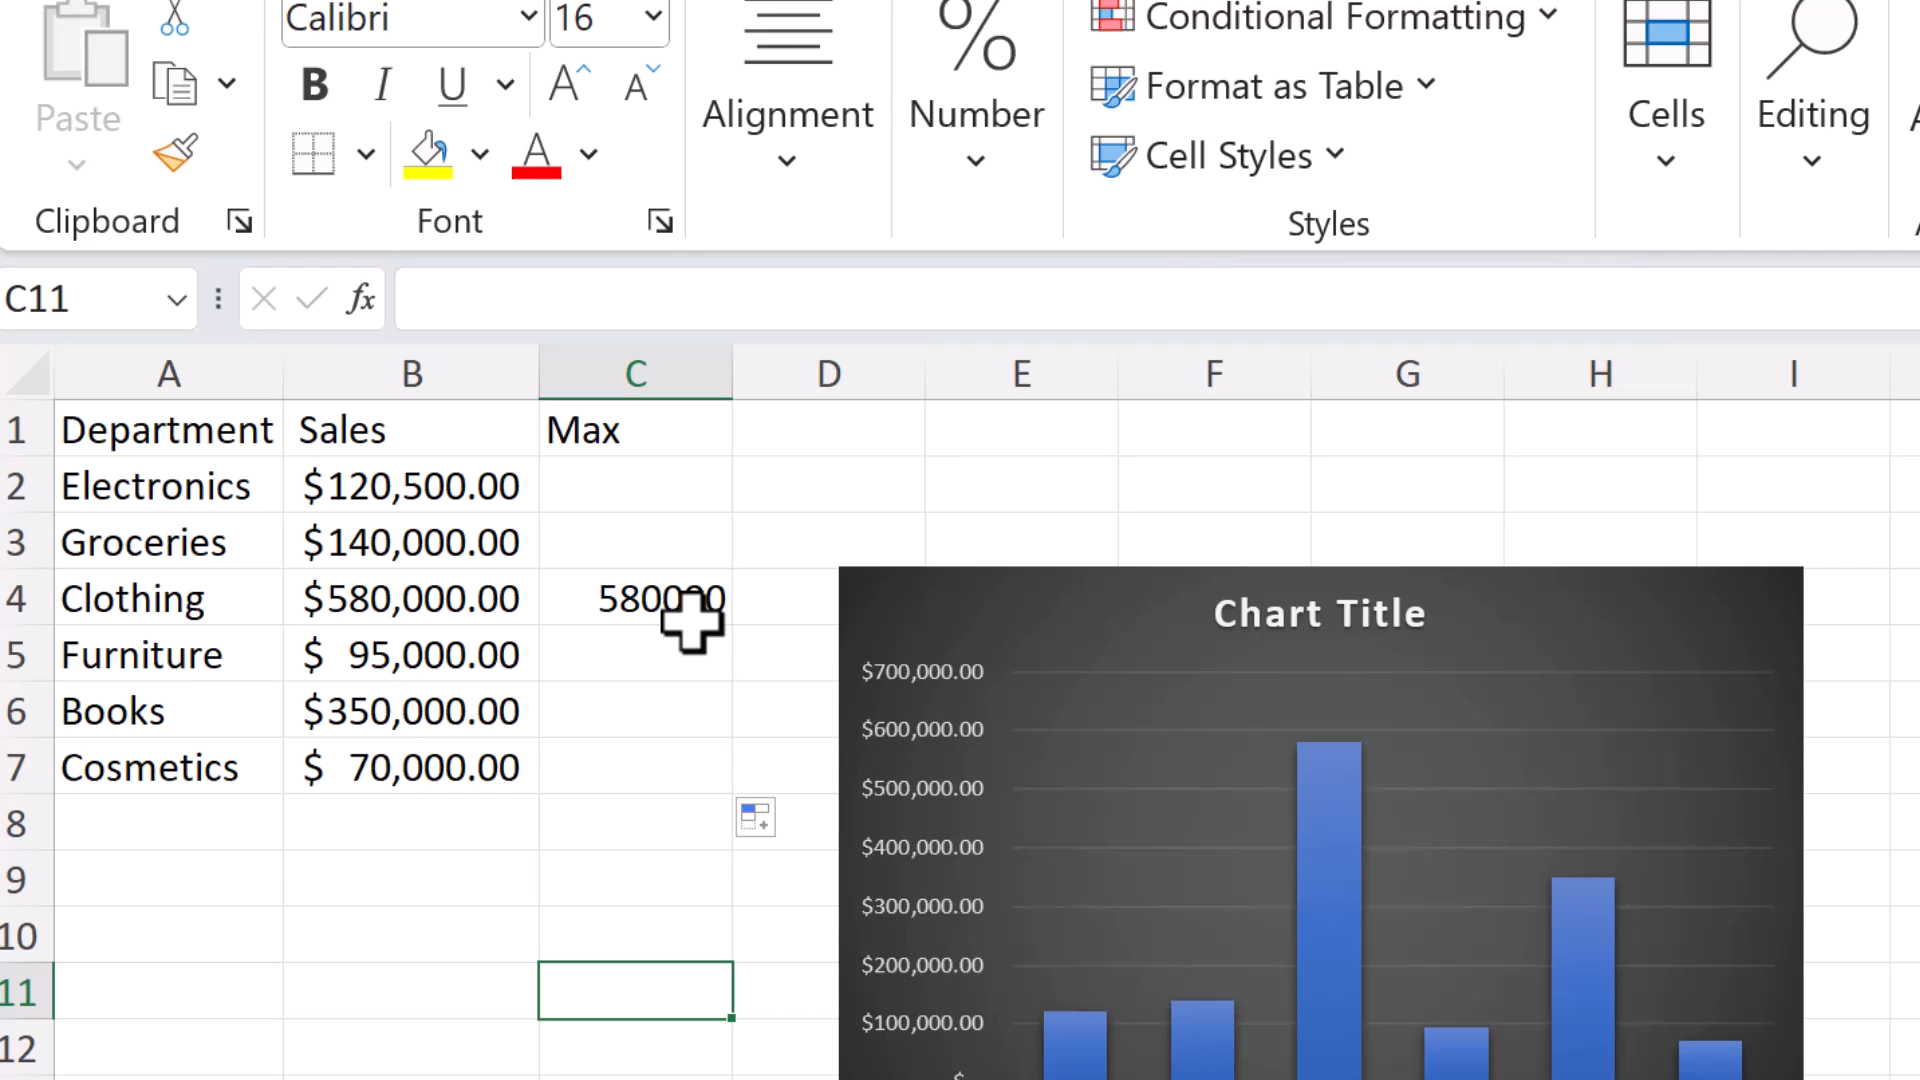 Calibri 16
Conditional Formatting
B I U A A
Format as Table
Paste
Alignment Number Cells Editing
A Cell Styles
Clipboard Font Styles
C11 fx
A B C D E F G H I
1 Department Sales Max
2 Electronics $120,500.00
3 Groceries $140,000.00
4 Clothing $580,000.00 580000
5 Furniture $ 95,000.00
6 Books $350,000.00
7 Cosmetics $ 70,000.00
8
9
10
11
12
Chart Title
$700,000.00
$600,000.00
$500,000.00
$400,000.00
$300,000.00
$200,000.00
$100,000.00